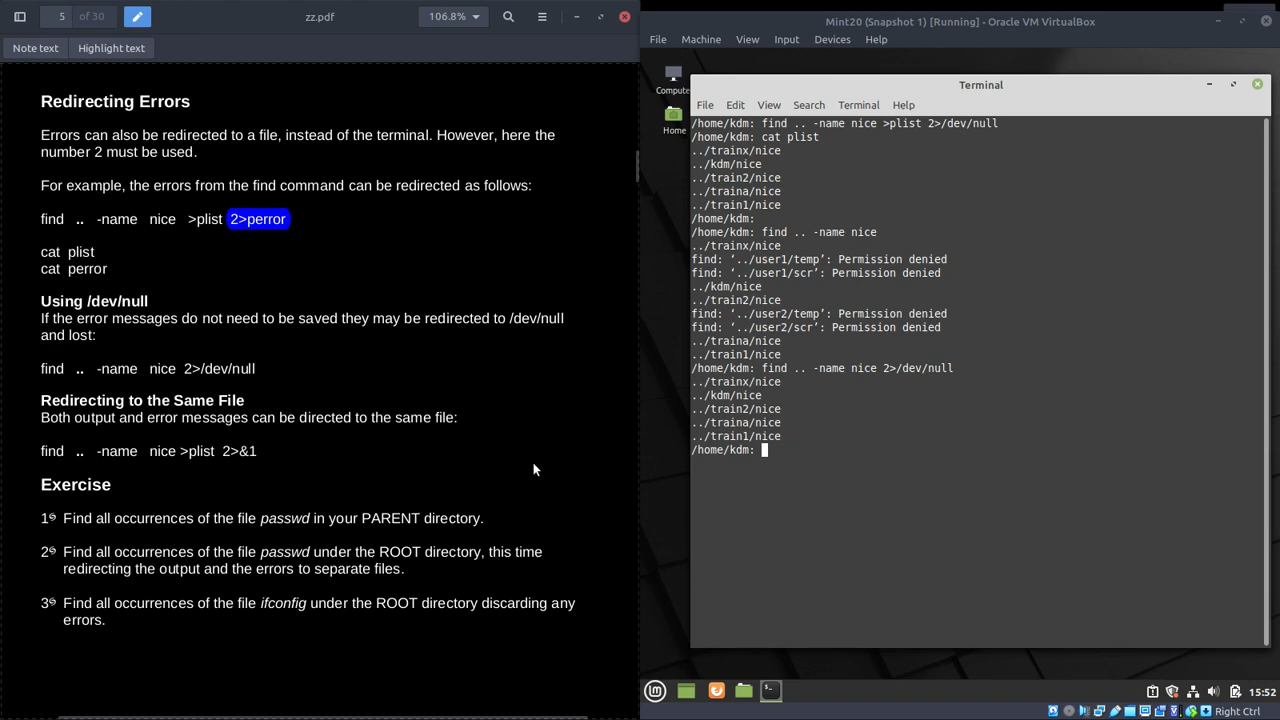 5 of 30
zz.pdf
106.8%
Note text Highlight text
Redirecting Errors
Errors can also be redirected to a file, instead of the terminal. However, here the
number 2 must be used.
For example, the errors from the find command can be redirected as follows:
find .. -name nice >plist 2>perror
cat plist
cat perror
Using /dev/null
If the error messages do not need to be saved they may be redirected to /dev/null
and lost:
find .. -name nice 2>/dev/null
Redirecting to the Same File
Both output and error messages can be directed to the same file:
find .. -name nice >plist 2>&1
Exercise
1 Find all occurrences of the file passwd in your PARENT directory.
2 Find all occurrences of the file passwd under the ROOT directory, this time
redirecting the output and the errors to separate files.
3 Find all occurrences of the file ifconfig under the ROOT directory discarding any
errors.
Mint20 (Snapshot 1) [Running] - Oracle VM VirtualBox
File Machine View Input Devices Help
Compute
Home
Terminal
File Edit View Search Terminal Help
/home/kdm: find .. -name nice >plist 2>/dev/null
/home/kdm: cat plist
../trainx/nice
../kdm/nice
../train2/nice
../traina/nice
../train1/nice
/home/kdm:
/home/kdm: find .. -name nice
../trainx/nice
find: ‘../user1/temp’: Permission denied
find: ‘../user1/scr’: Permission denied
../kdm/nice
../train2/nice
find: ‘../user2/temp’: Permission denied
find: ‘../user2/scr’: Permission denied
../traina/nice
../train1/nice
/home/kdm: find .. -name nice 2>/dev/null
../trainx/nice
../kdm/nice
../train2/nice
../traina/nice
../train1/nice
/home/kdm:
15:52
Right Ctrl